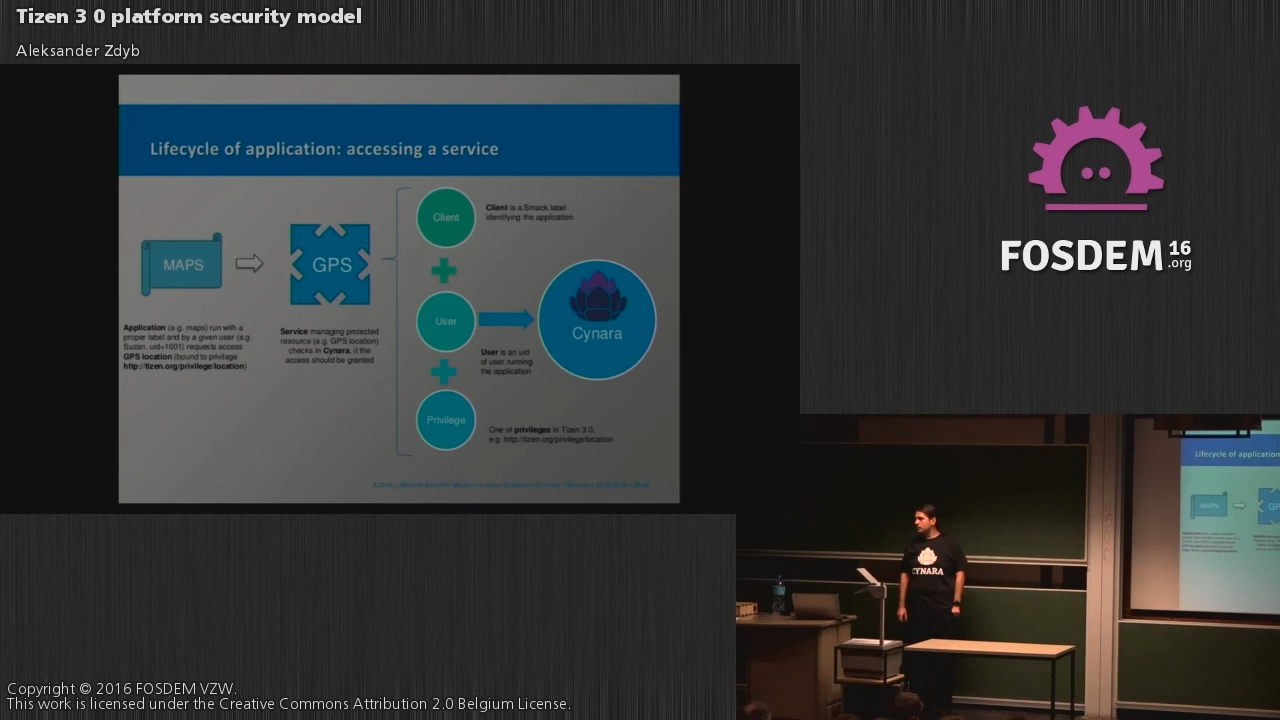 Tizen 3 0 platform security model
Aleksander Zdyb
Lifecycle of application: accessing a service
MAPS
GPS
Client
User
Privilege
Cynara
Client is a Smack label
identifying the application
Application (e.g. maps) run with a
proper label and by a given user (e.g.
Suzan, uid=1001) requests access
GPS location (bound to privilege
http://tizen.org/privilege/location)
Service managing protected
resource (e.g. GPS location)
checks in Cynara, if the
access should be granted
User is an uid
of user running
the application
One of privileges in Tizen 3.0,
e.g. http://tizen.org/privilege/location
FOSDEM 16
.org
Lifecycle of application
MAPS
CYNARA
Copyright © 2016 FOSDEM VZW.
This work is licensed under the Creative Commons Attribution 2.0 Belgium License.